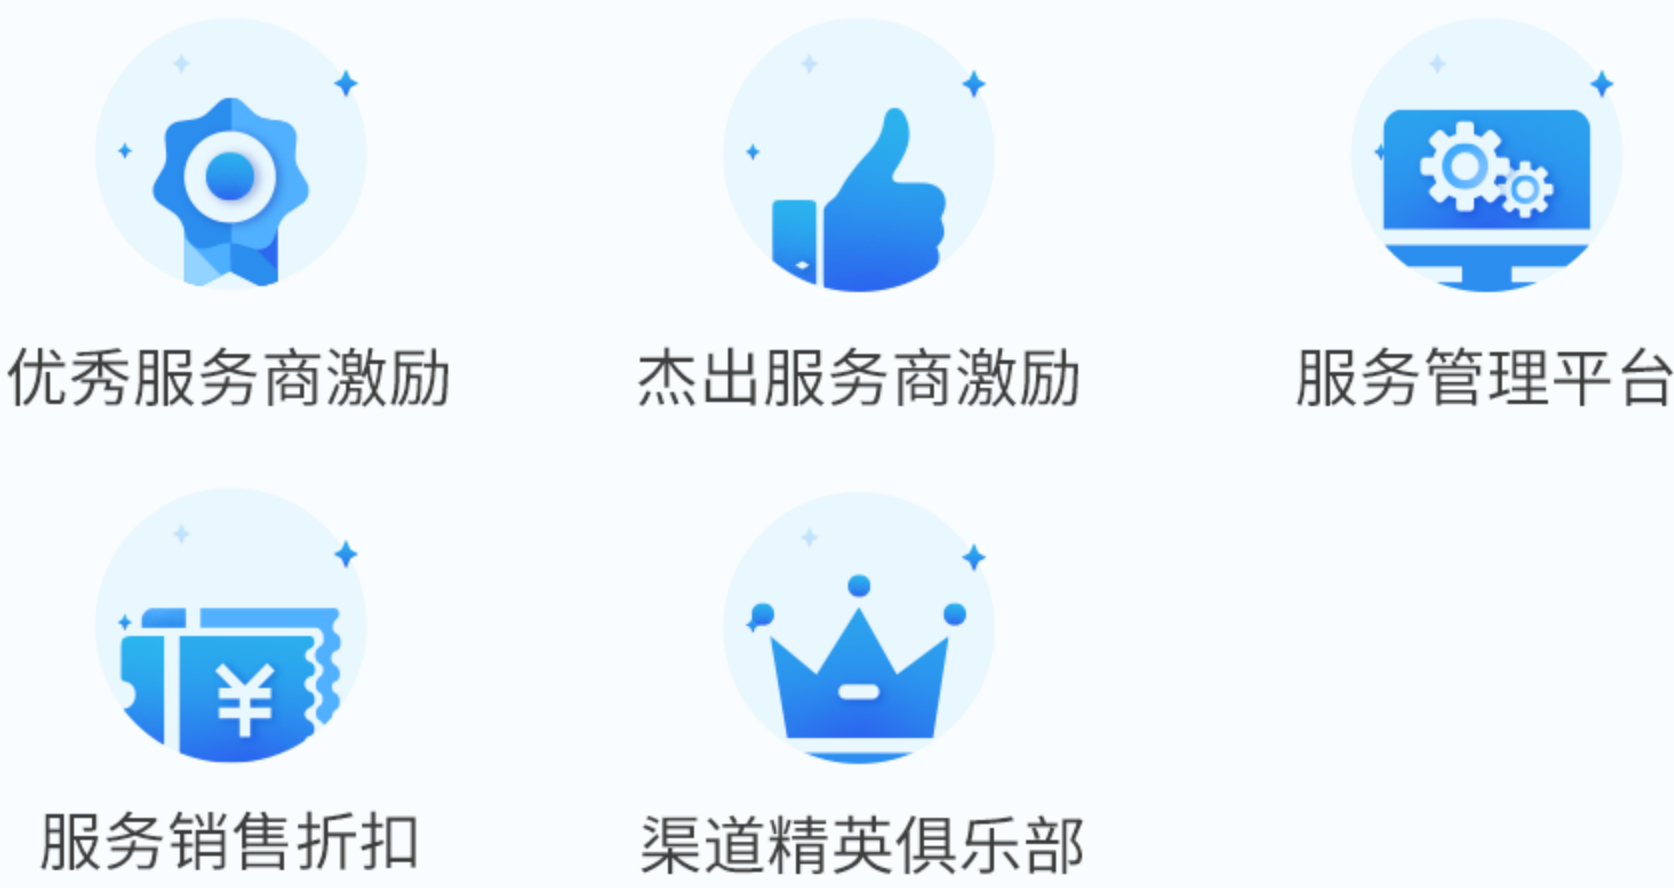 优秀服务商激励
杰出服务商激励
服务管理平台
¥
服务销售折扣
渠道精英俱乐部